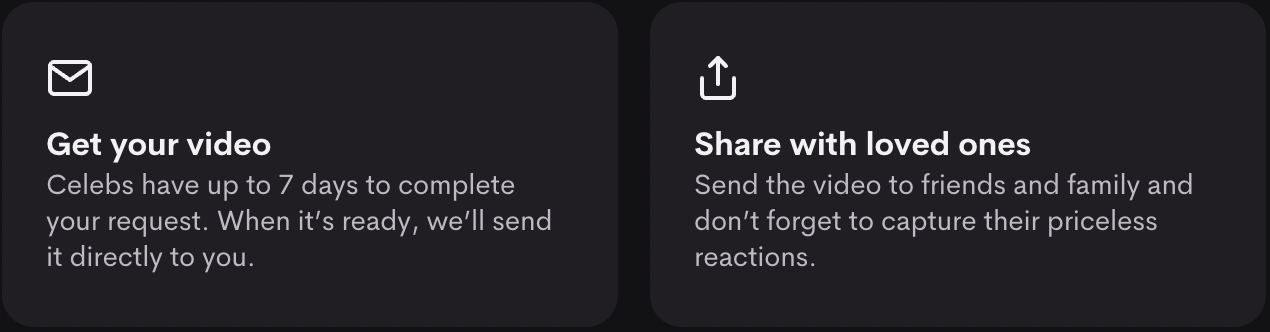 Get your video
Celebs have up to 7 days to complete
your request. When it’s ready, we’ll send
it directly to you.
Share with loved ones
Send the video to friends and family and
don’t forget to capture their priceless
reactions.